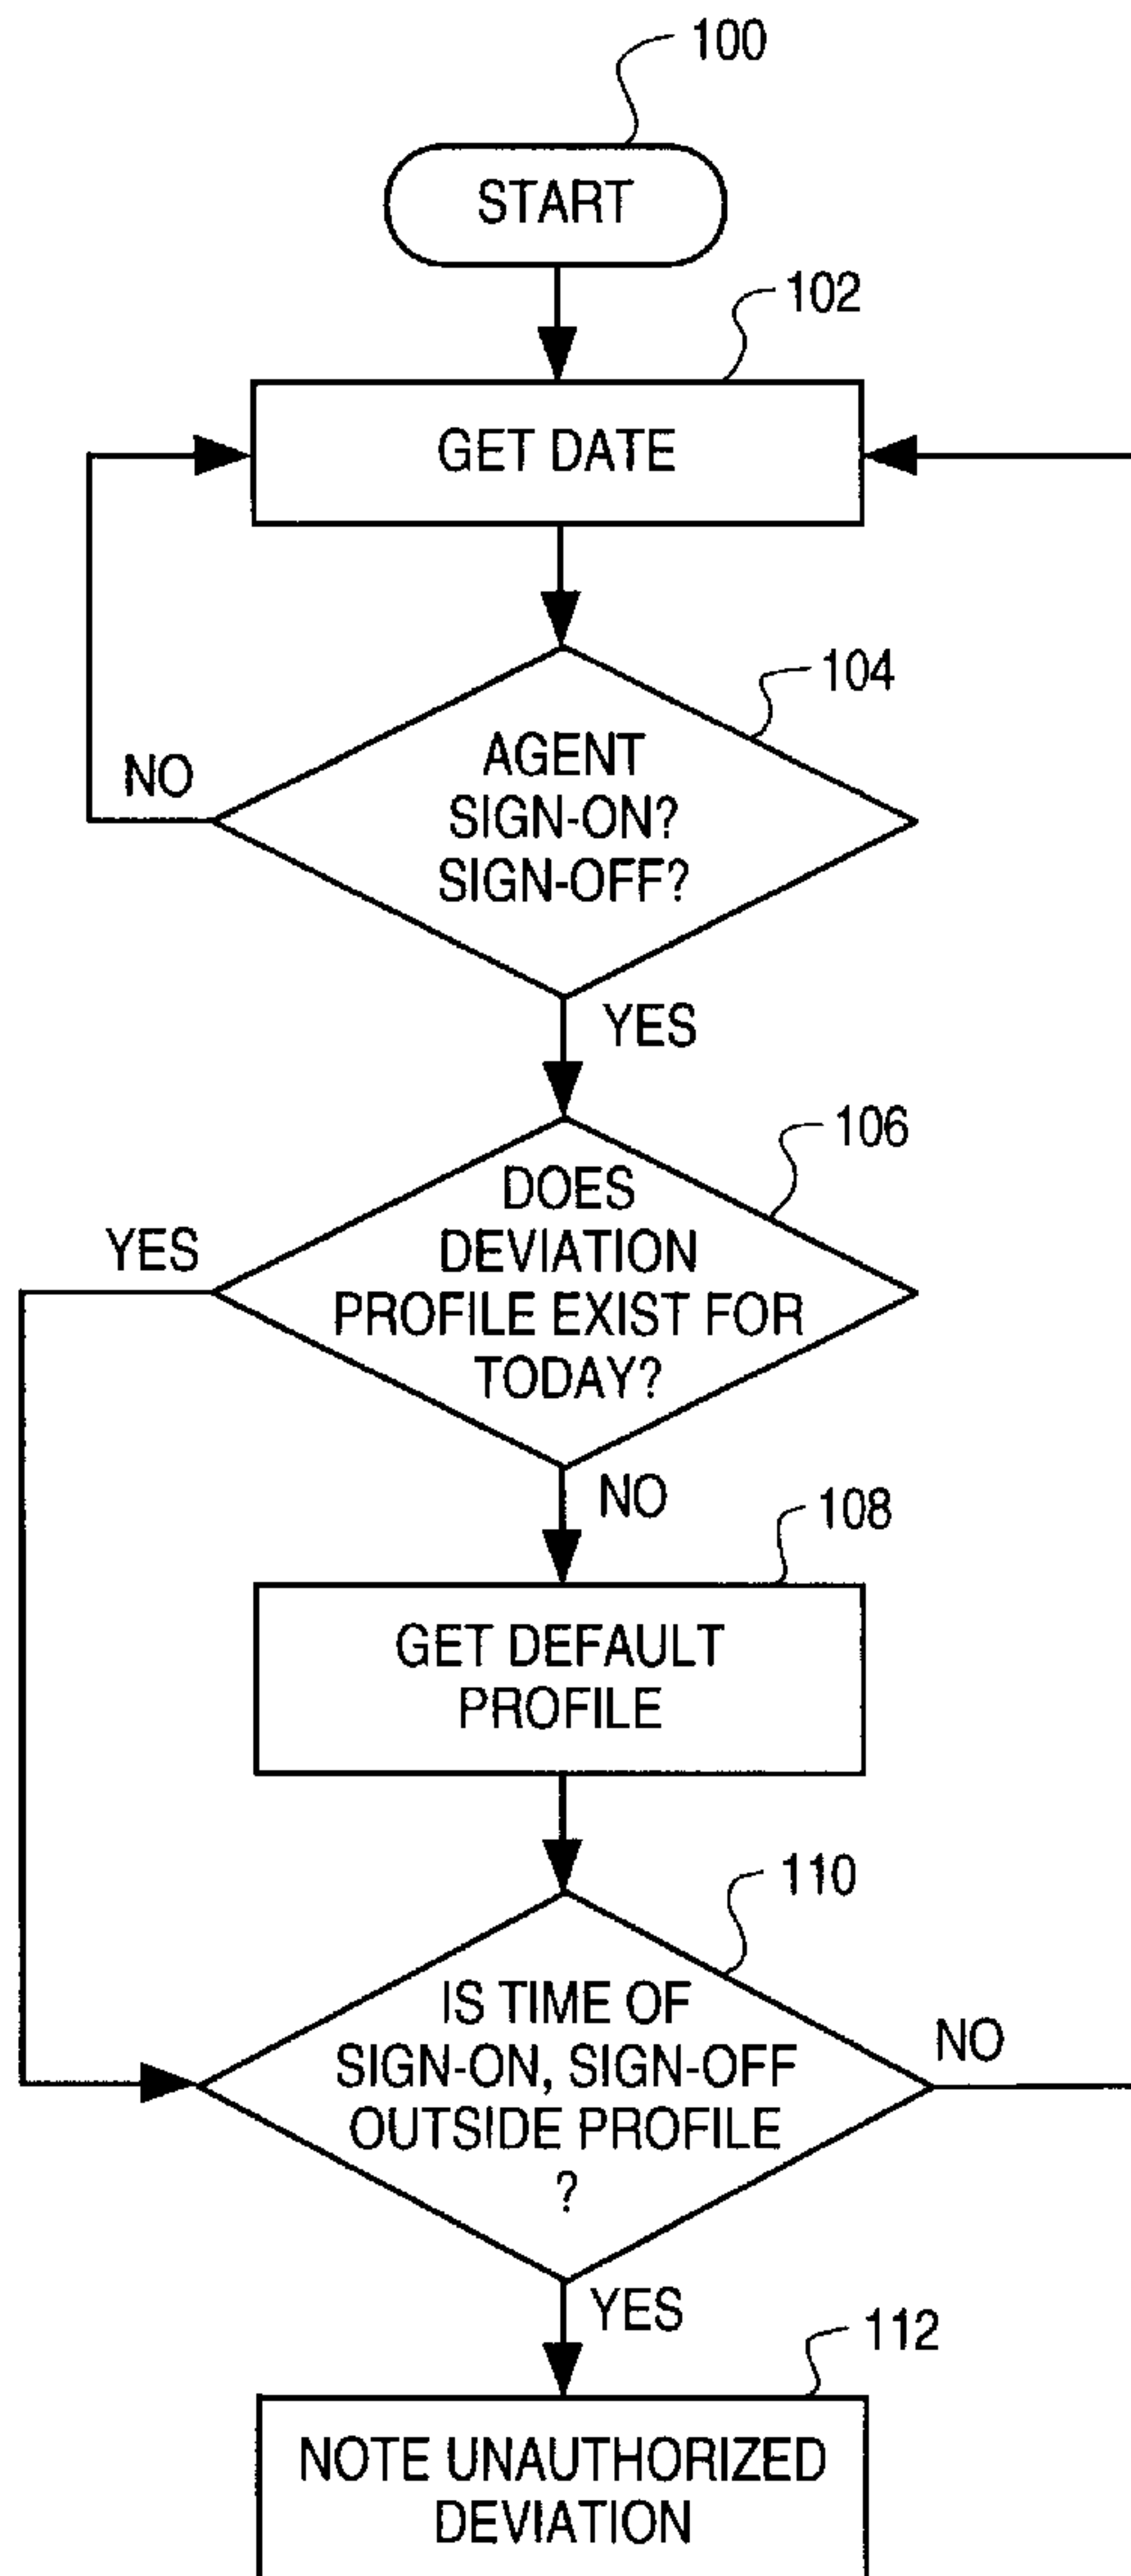 100
START
102
GET DATE
104
AGENT
SIGN-ON?
SIGN-OFF?
NO
YES
106
DOES
DEVIATION
PROFILE EXIST FOR
TODAY?
YES
NO
108
GET DEFAULT
PROFILE
110
IS TIME OF
SIGN-ON, SIGN-OFF
OUTSIDE PROFILE
?
NO
YES
112
NOTE UNAUTHORIZED
DEVIATION